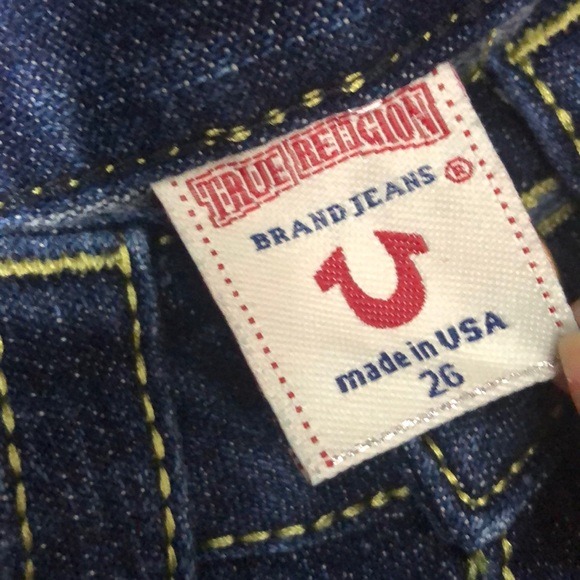 TRUE RELIGION
BRAND JEANS ®
made in USA
26